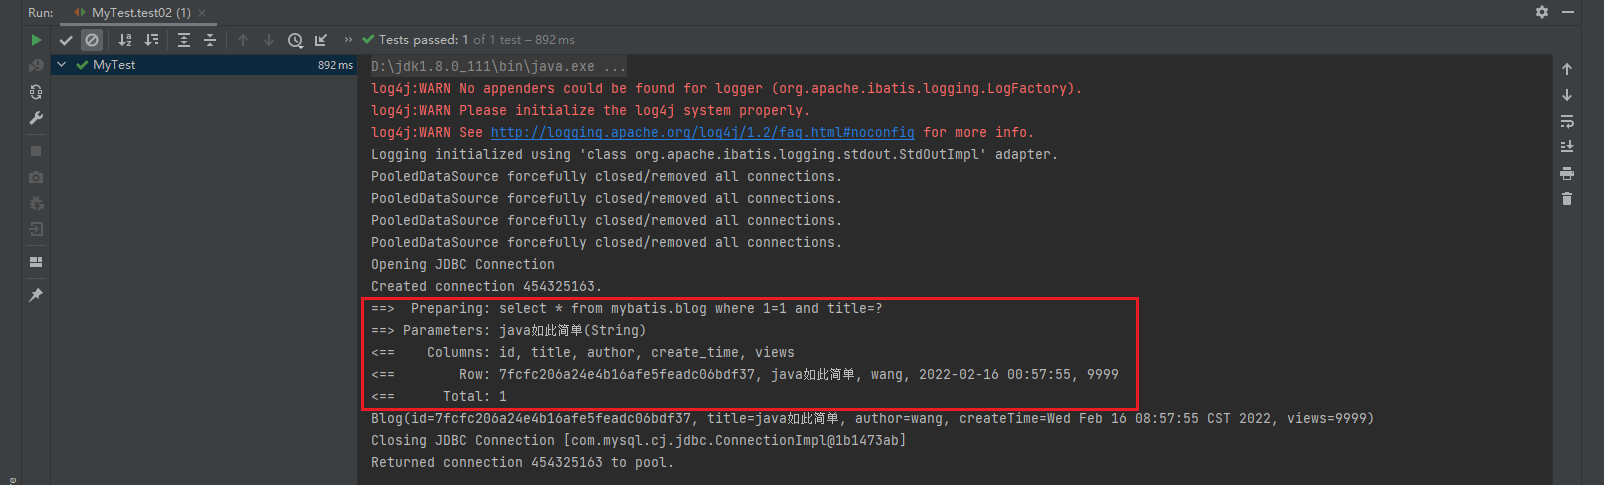 Run: MyTest.test02 (1)
Tests passed: 1 of 1 test – 892 ms
MyTest 892 ms
D:\jdk1.8.0_111\bin\java.exe ...
log4j:WARN No appenders could be found for logger (org.apache.ibatis.logging.LogFactory).
log4j:WARN Please initialize the log4j system properly.
log4j:WARN See http://logging.apache.org/log4j/1.2/faq.html#noconfig for more info.
Logging initialized using 'class org.apache.ibatis.logging.stdout.StdOutImpl' adapter.
PooledDataSource forcefully closed/removed all connections.
PooledDataSource forcefully closed/removed all connections.
PooledDataSource forcefully closed/removed all connections.
PooledDataSource forcefully closed/removed all connections.
Opening JDBC Connection
Created connection 454325163.
==>  Preparing: select * from mybatis.blog where 1=1 and title=?
==> Parameters: java如此简单(String)
<==    Columns: id, title, author, create_time, views
<==        Row: 7fcfc206a24e4b16afe5feadc06bdf37, java如此简单, wang, 2022-02-16 00:57:55, 9999
<==      Total: 1
Blog(id=7fcfc206a24e4b16afe5feadc06bdf37, title=java如此简单, author=wang, createTime=Wed Feb 16 08:57:55 CST 2022, views=9999)
Closing JDBC Connection [com.mysql.cj.jdbc.ConnectionImpl@1b1473ab]
Returned connection 454325163 to pool.